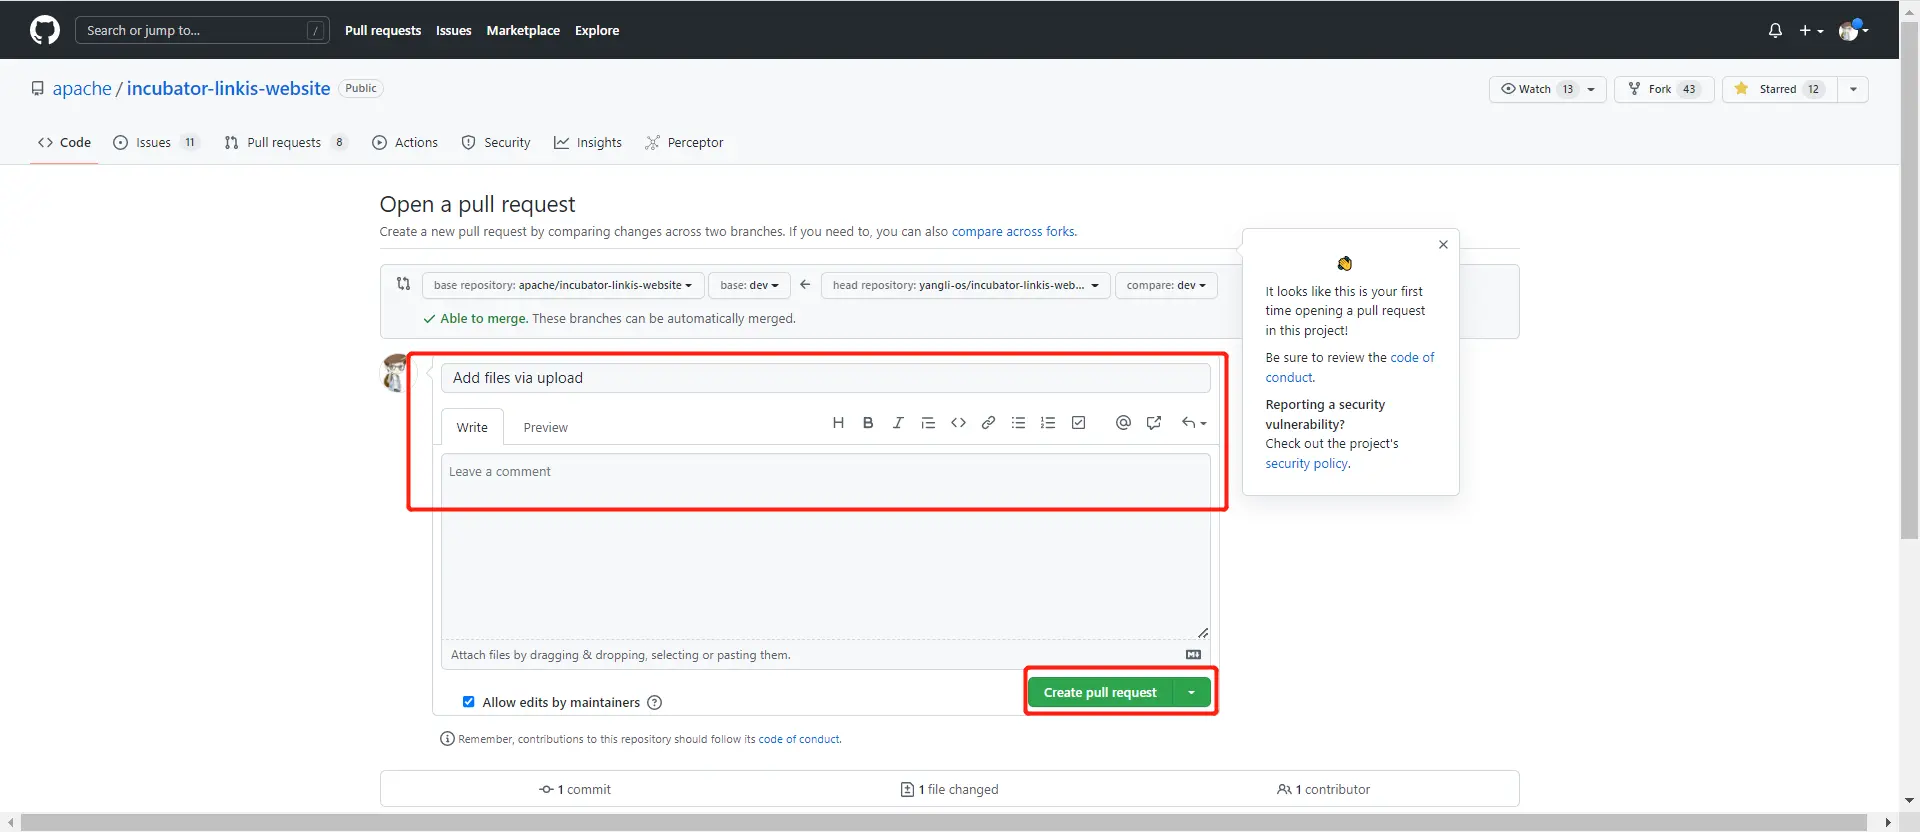 Search or jump to... / Pull requests Issues Marketplace Explore
apache / incubator-linkis-website Public Watch 13 Fork 43 Starred 12
Code Issues 11 Pull requests 8 Actions Security Insights Perceptor
Open a pull request
Create a new pull request by comparing changes across two branches. If you need to, you can also compare across forks.
base repository: apache/incubator-linkis-website base: dev head repository: yangli-os/incubator-linkis-web... compare: dev
Able to merge. These branches can be automatically merged.
It looks like this is your first
time opening a pull request
in this project!
Be sure to review the code of
conduct.
Reporting a security
vulnerability?
Check out the project's
security policy.
Add files via upload
Write Preview H B I
Leave a comment
Attach files by dragging & dropping, selecting or pasting them.
Allow edits by maintainers ?
Create pull request
Remember, contributions to this repository should follow its code of conduct.
1 commit 1 file changed 1 contributor